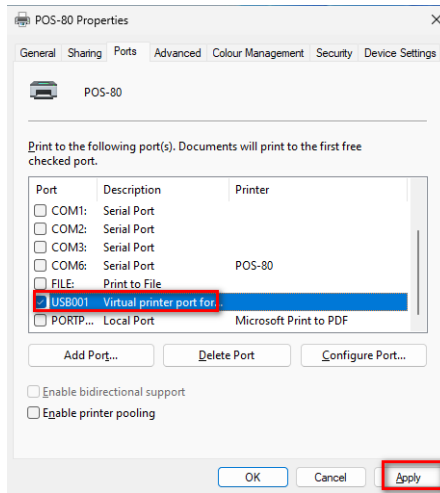 POS-80 Properties
General Sharing Ports Advanced Colour Management Security Device Settings
POS-80
Print to the following port(s). Documents will print to the first free
checked port.
Port Description Printer
COM1: Serial Port
COM2: Serial Port
COM3: Serial Port
COM6: Serial Port POS-80
FILE: Print to File
USB001 Virtual printer port for...
PORTP... Local Port Microsoft Print to PDF
Add Port... Delete Port Configure Port...
Enable bidirectional support
Enable printer pooling
OK Cancel Apply